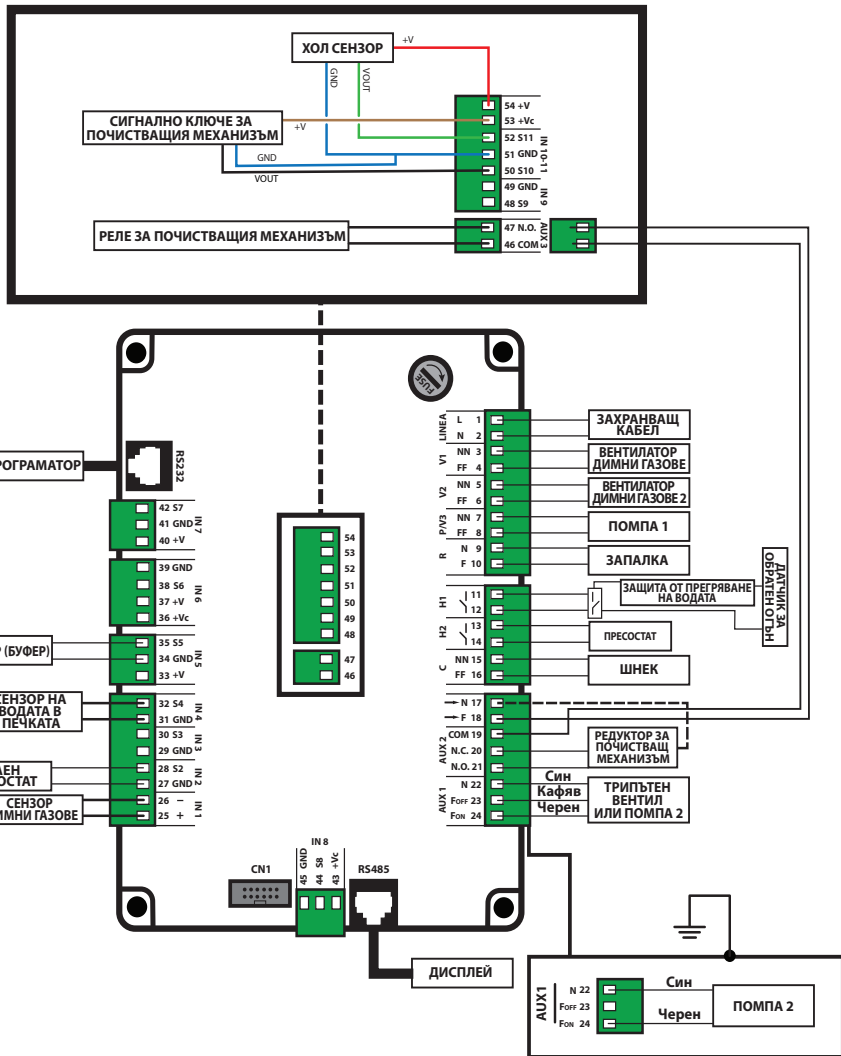 ХОЛ СЕНЗОР
+V
GND
VOUT
СИГНАЛНО КЛЮЧЕ ЗА
ПОЧИСТВАЩИЯ МЕХАНИЗЪМ
+V
GND
VOUT
54 +V
53 +Vc
52 S11
51 GND
50 S10
49 GND
48 S9
IN 10-11
IN 9
РЕЛЕ ЗА ПОЧИСТВАЩИЯ МЕХАНИЗЪМ
47 N.O.
46 COM
AUX 3
FUSE
РОГРАМАТОР
RS232
42 S7
41 GND
40 +V
IN 7
39 GND
38 S6
37 +V
36 +Vc
IN 6
Р (БУФЕР)
35 S5
34 GND
33 +V
IN 5
СЕНЗОР НА
ВОДАТА В
ПЕЧКАТА
32 S4
31 GND
IN 4
30 S3
29 GND
IN 3
АЕН
ОСТАТ
28 S2
27 GND
IN 2
СЕНЗОР
ИМНИ ГАЗОВЕ
26 –
25 +
IN 1
54
53
52
51
50
49
48
47
46
LINEA
L 1
N 2
ЗАХРАНВАЩ
КАБЕЛ
V1
NN 3
FF 4
ВЕНТИЛАТОР
ДИМНИ ГАЗОВЕ
V2
NN 5
FF 6
ВЕНТИЛАТОР
ДИМНИ ГАЗОВЕ 2
P/V3
NN 7
FF 8
ПОМПА 1
R
N 9
F 10
ЗАПАЛКА
H1
11
12
ЗАЩИТА ОТ ПРЕГРЯВАНЕ
НА ВОДАТА
ДАТЧИК ЗА
ОБРАТЕН ОГЪН
H2
13
14
ПРЕСОСТАТ
C
NN 15
FF 16
ШНЕК
N 17
F 18
AUX 2
COM 19
N.C. 20
N.O. 21
РЕДУКТОР ЗА
ПОЧИСТВАЩ
МЕХАНИЗЪМ
AUX 1
N 22
FOFF 23
FON 24
Син
Кафяв
Черен
ТРИПЪТЕН
ВЕНТИЛ
ИЛИ ПОМПА 2
CN1
IN 8
45 GND
44 S8
43 +Vc
RS485
ДИСПЛЕЙ
AUX1
N 22
FOFF 23
FON 24
Син
Черен
ПОМПА 2